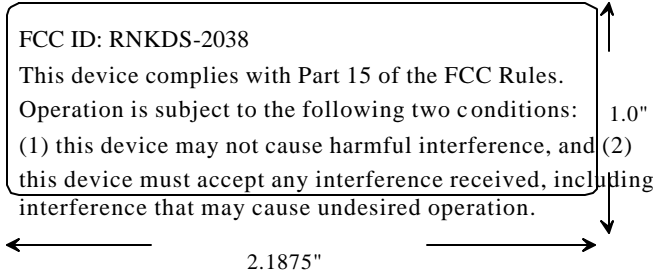 FCC ID: RNKDS-2038
This device complies with Part 15 of the FCC Rules.
Operation is subject to the following two conditions:
1.0"
(1) this device may not cause harmful interference, and (2)
this device must accept any interference received, including
interference that may cause undesired operation.
2.1875"